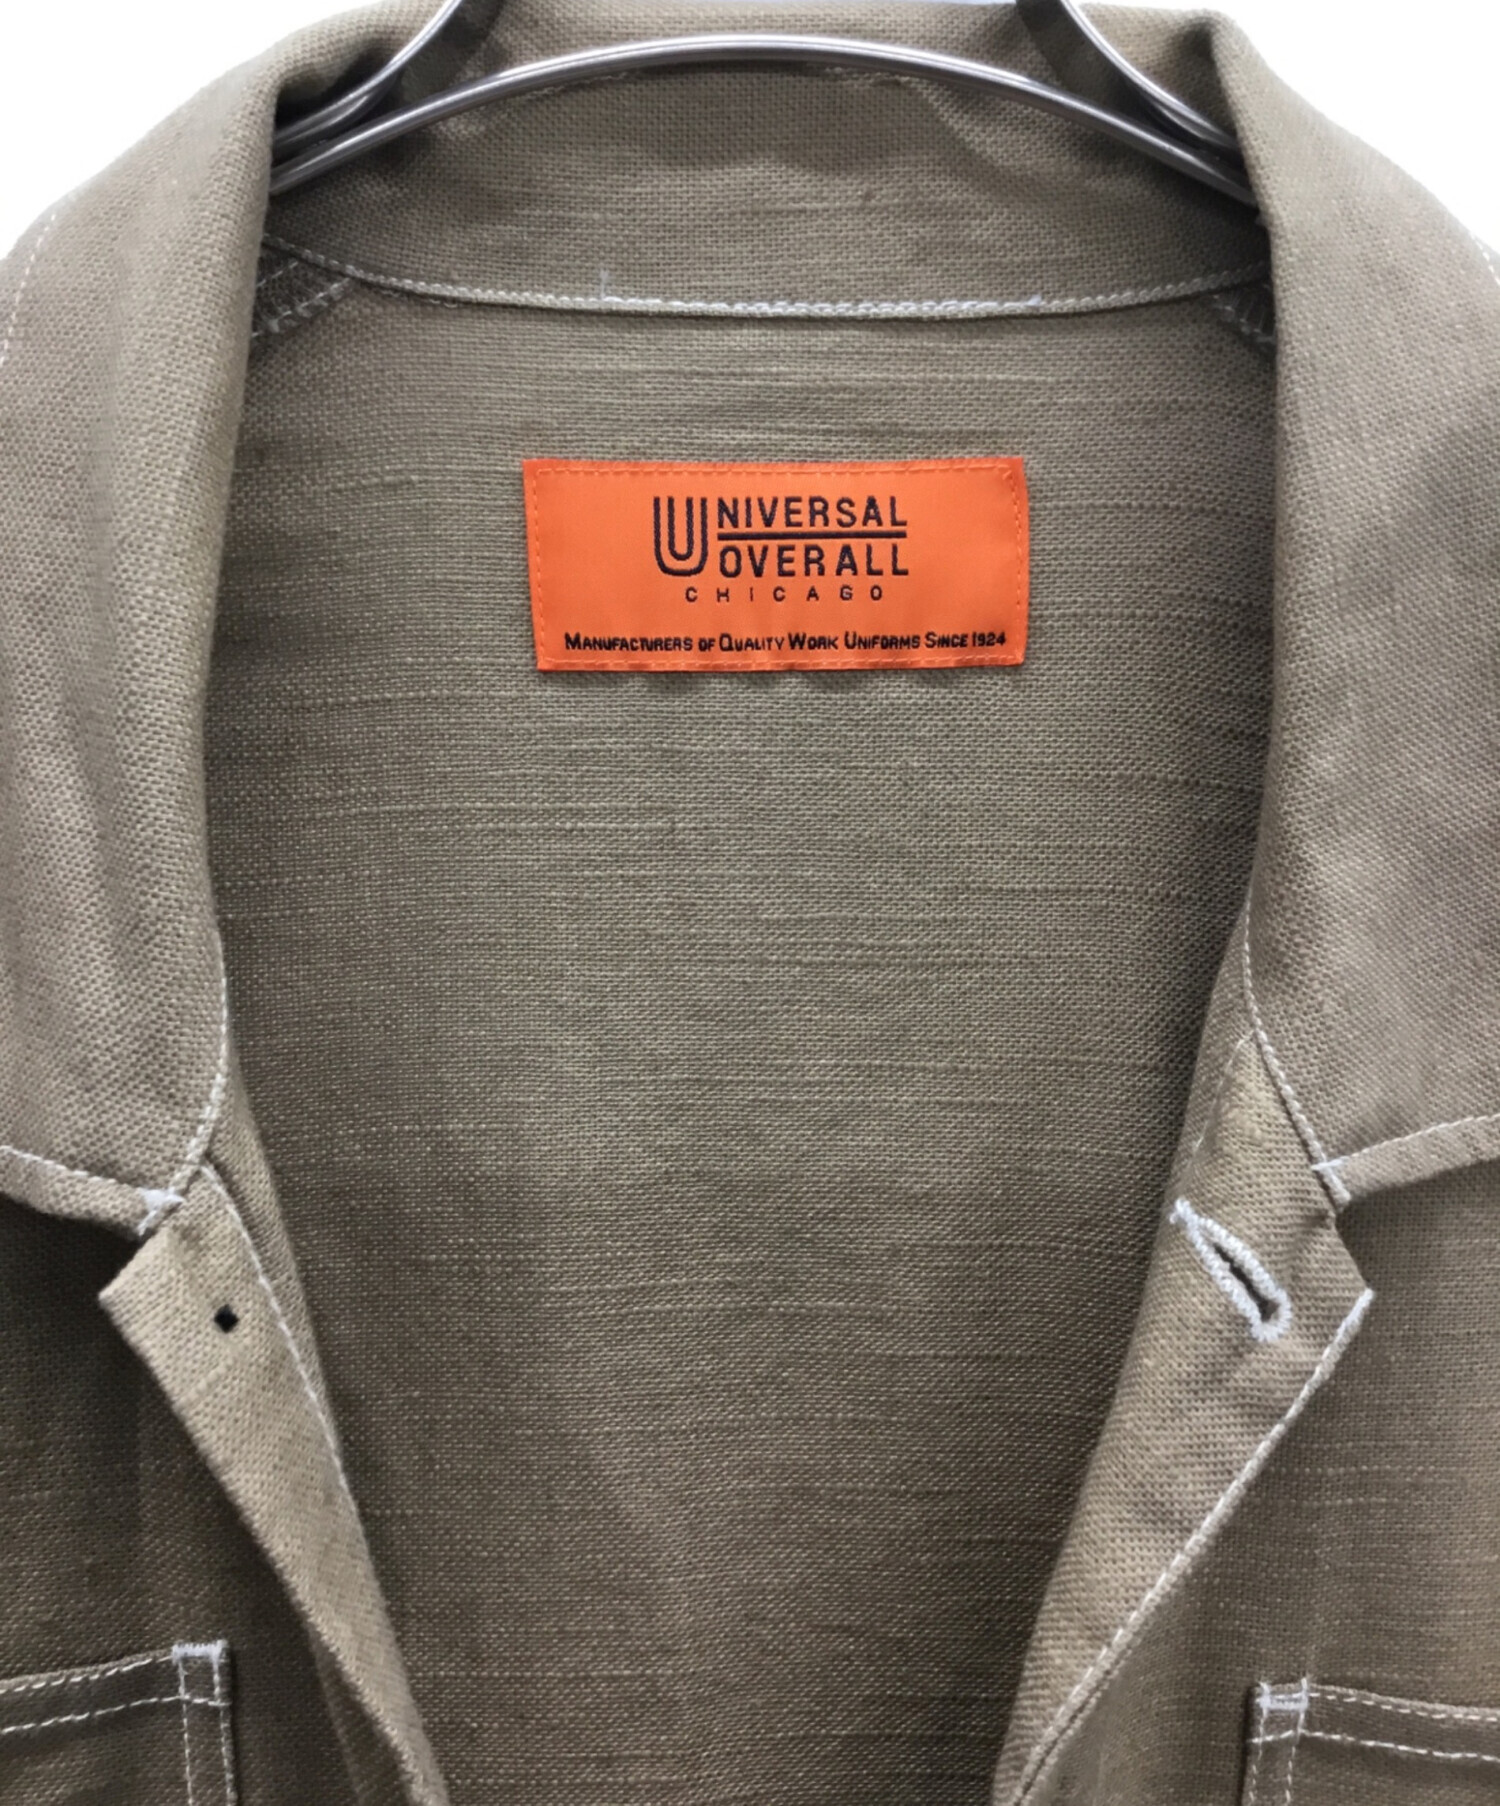 UNIVERSAL
OVERALL
CHICAGO
MANUFACTURERS OF QUALITY WORK UNIFORMS SINCE 1924